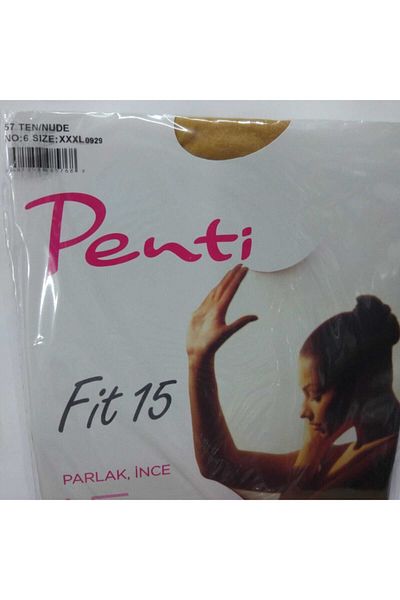 57 TEN/NUDE
NO:6 SIZE:XXXL 0929
Penti
Fit 15
PARLAK, İNCE